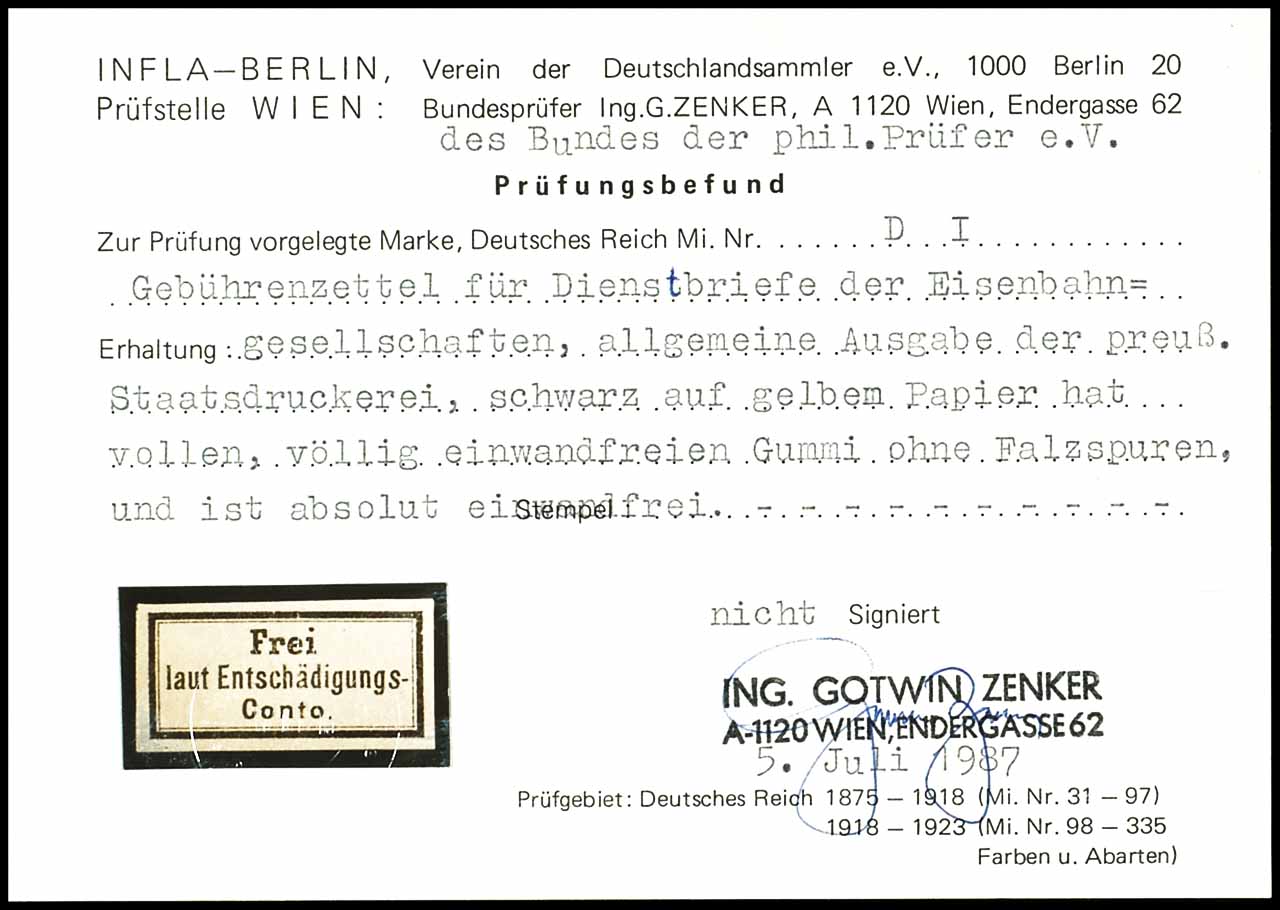 INFLA–BERLIN, Verein der Deutschlandsammler e.V., 1000 Berlin 20
Prüfstelle WIEN: Bundesprüfer Ing.G.ZENKER, A 1120 Wien, Endergasse 62
des Bundes der phil.Prüfer e.V.
Prüfungsbefund
Zur Prüfung vorgelegte Marke, Deutsches Reich Mi. Nr. . . . . . . . D . . I . . . . . . . . . . . .
Gebührenzettel für Dienstbriefe der Eisenbahn=
Erhaltung : gesellschaften, allgemeine Ausgabe der preuß.
Staatsdruckerei, schwarz auf gelbem Papier hat
vollen, völlig einwandfreien Gummi ohne Falzspuren,
und ist absolut einwandfrei. . . - . - . - . - . - . - . - . - . - .
Stempel
Frei
laut Entschädigungs-
Conto.
nicht Signiert
ING. GOTWIN ZENKER
A-1120 WIEN, ENDERGASSE 62
5. Juli 1987
Prüfgebiet: Deutsches Reich 1875 – 1918 (Mi. Nr. 31 – 97)
1918 – 1923 (Mi. Nr. 98 – 335
Farben u. Abarten)